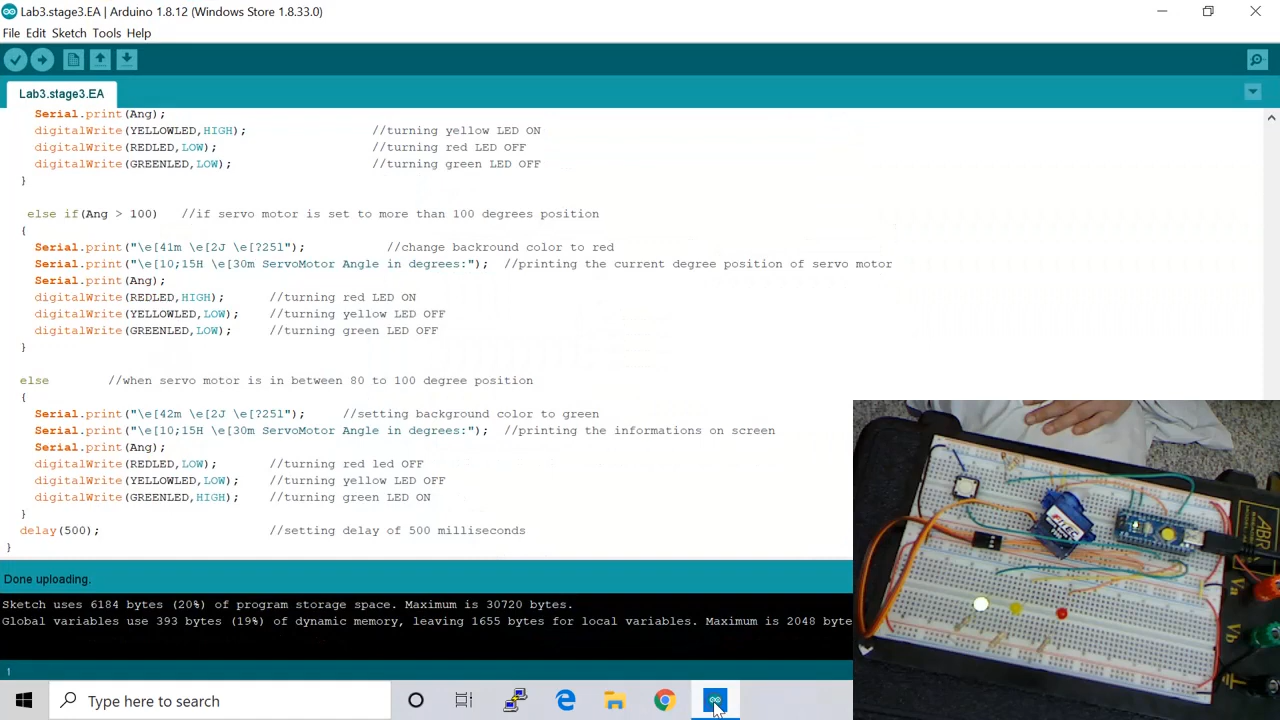 Lab3.stage3.EA | Arduino 1.8.12 (Windows Store 1.8.33.0)
File Edit Sketch Tools Help
Lab3.stage3.EA
Serial.print(Ang);
digitalWrite(YELLOWLED,HIGH); //turning yellow LED ON
digitalWrite(REDLED,LOW); //turning red LED OFF
digitalWrite(GREENLED,LOW); //turning green LED OFF
}
else if(Ang > 100) //if servo motor is set to more than 100 degrees position
{
Serial.print("\e[41m \e[2J \e[?25l"); //change backround color to red
Serial.print("\e[10;15H \e[30m ServoMotor Angle in degrees:"); //printing the current degree position of servo motor
Serial.print(Ang);
digitalWrite(REDLED,HIGH); //turning red LED ON
digitalWrite(YELLOWLED,LOW); //turning yellow LED OFF
digitalWrite(GREENLED,LOW); //turning green LED OFF
}
else //when servo motor is in between 80 to 100 degree position
{
Serial.print("\e[42m \e[2J \e[?25l"); //setting background color to green
Serial.print("\e[10;15H \e[30m ServoMotor Angle in degrees:"); //printing the informations on screen
Serial.print(Ang);
digitalWrite(REDLED,LOW); //turning red led OFF
digitalWrite(YELLOWLED,LOW); //turning yellow LED OFF
digitalWrite(GREENLED,HIGH); //turning green LED ON
}
delay(500); //setting delay of 500 milliseconds
}
Done uploading.
Sketch uses 6184 bytes (20%) of program storage space. Maximum is 30720 bytes.
Global variables use 393 bytes (19%) of dynamic memory, leaving 1655 bytes for local variables. Maximum is 2048 byte
1
Type here to search
Va
Vb